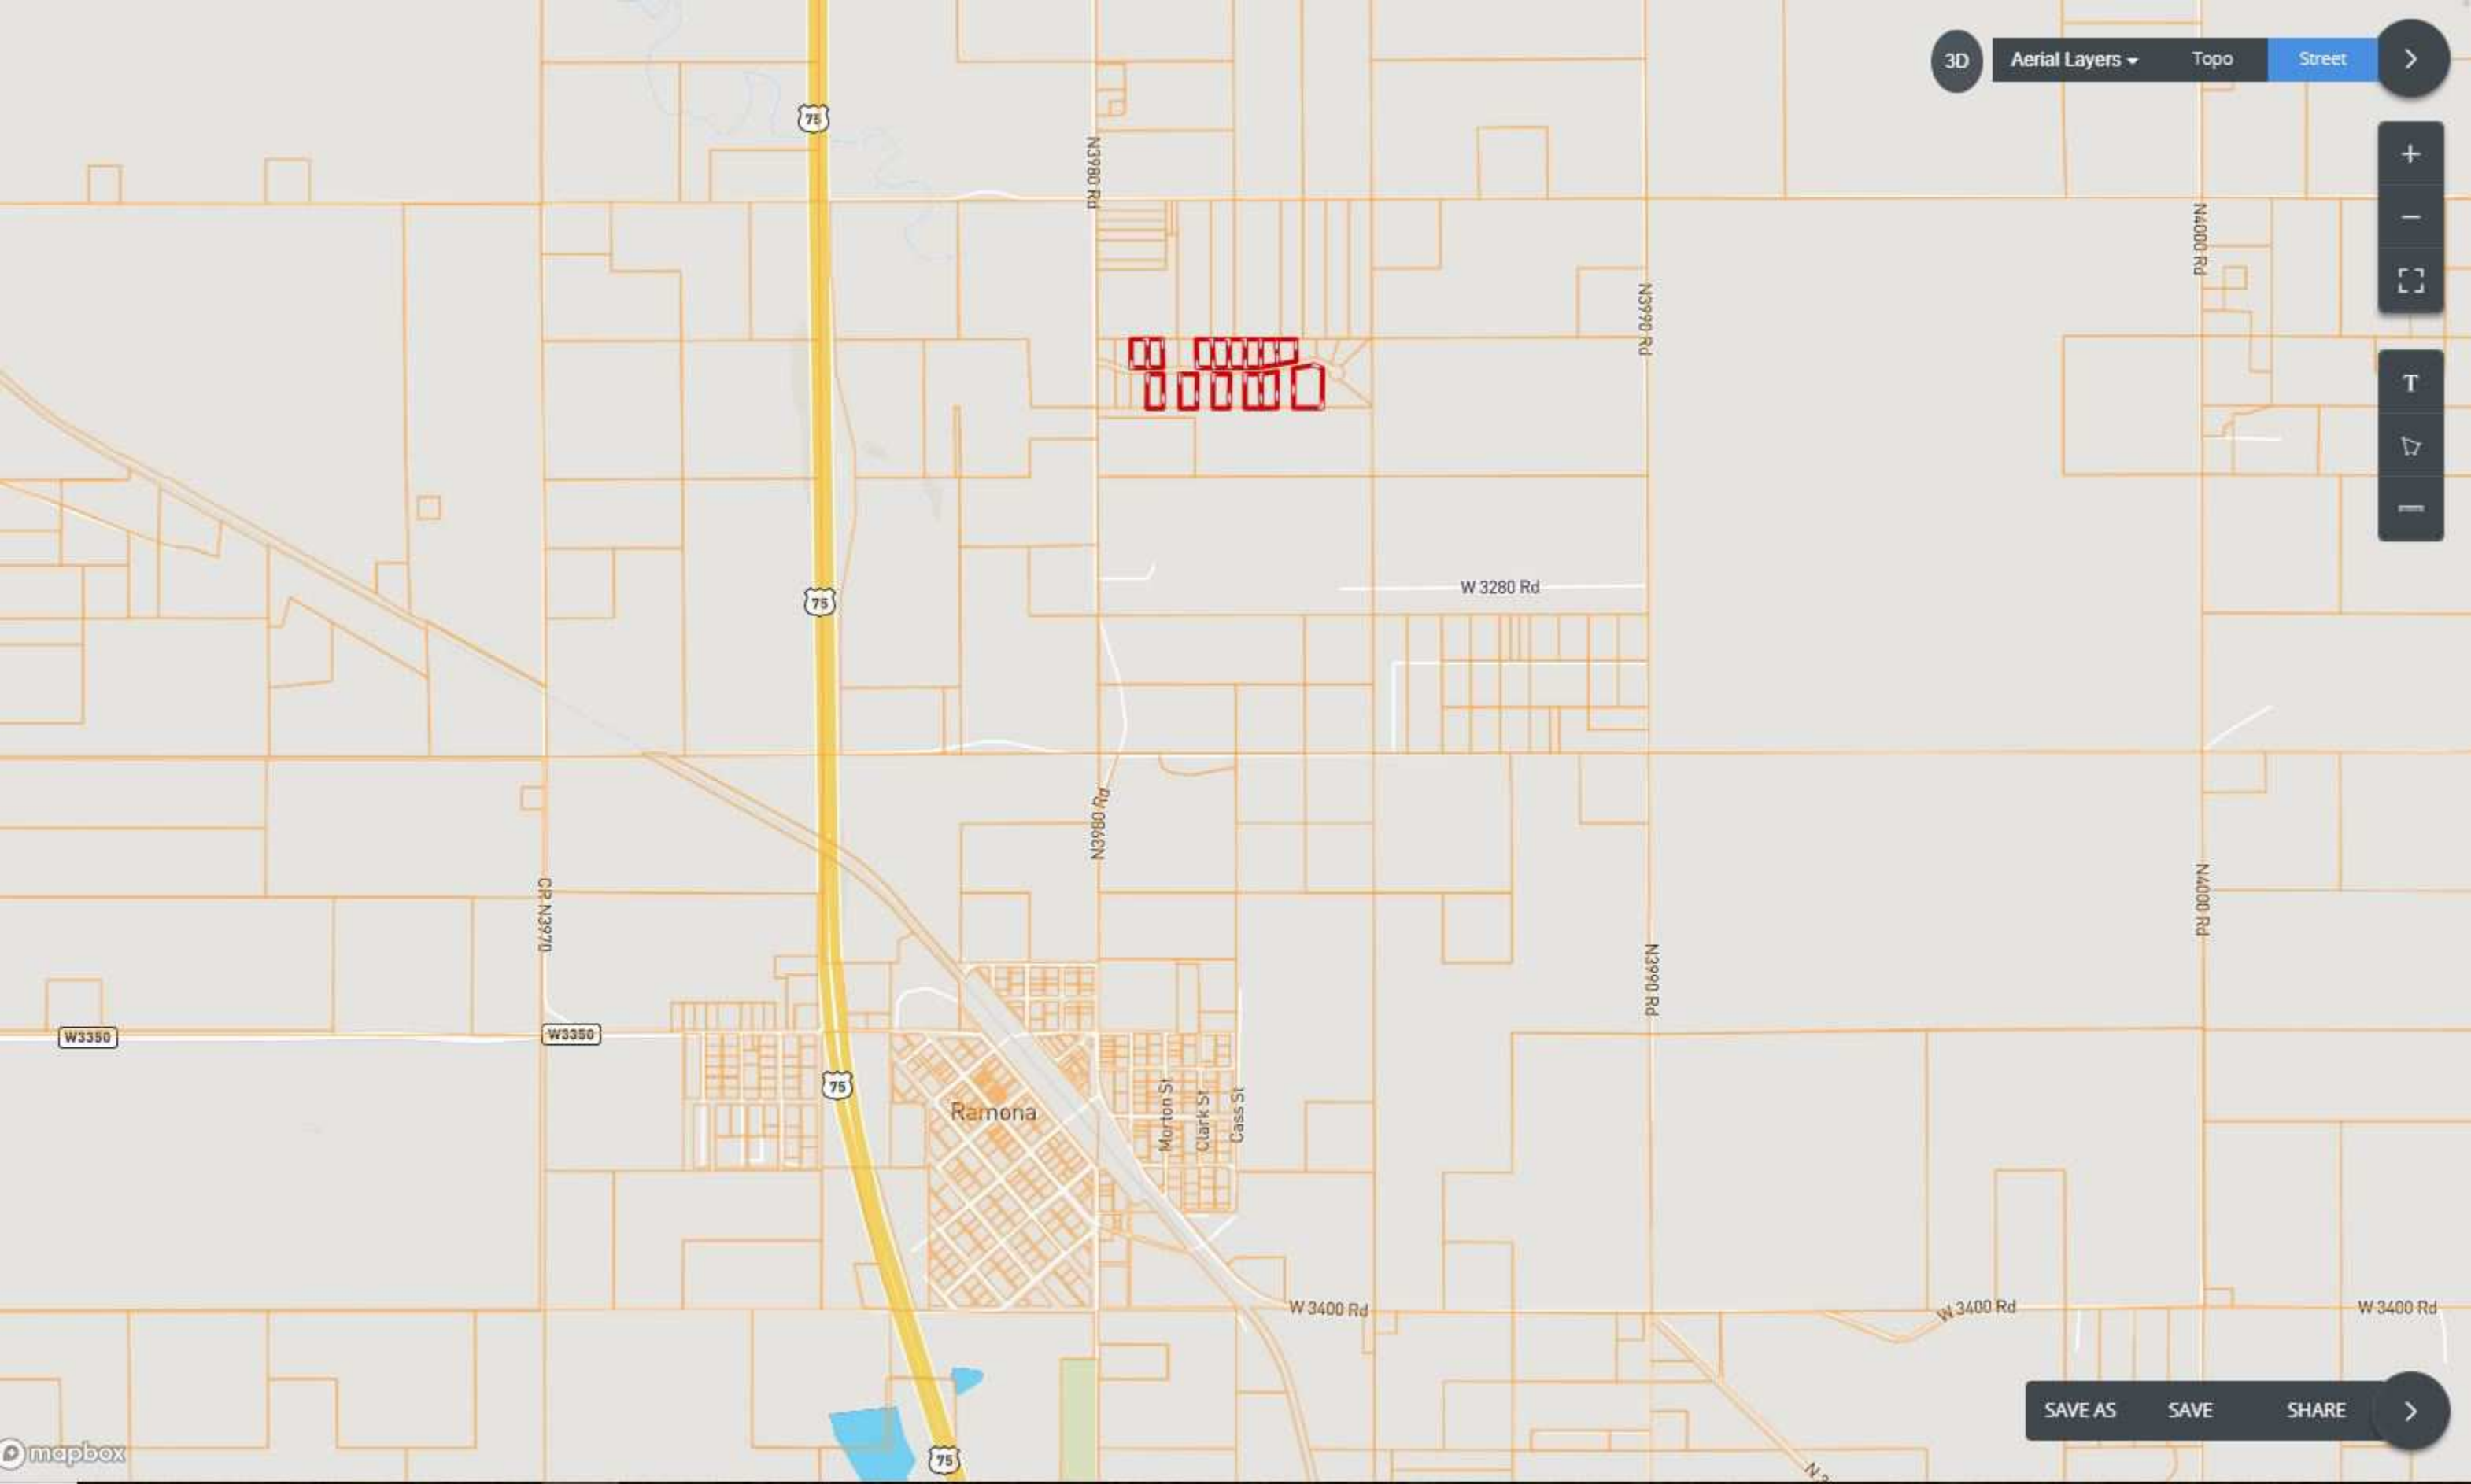 3D
Aerial Layers
Topo
Street
75
N3980 Rd
N4000 Rd
N3990 Rd
T
W 3280 Rd
75
N3980 Rd
CR N3970
N4000 Rd
N3990 Rd
W3350
W3350
75
Ramona
Morton St
Clark St
Cass St
W 3400 Rd
W 3400 Rd
W 3400 Rd
SAVE AS
SAVE
SHARE
mapbox
75